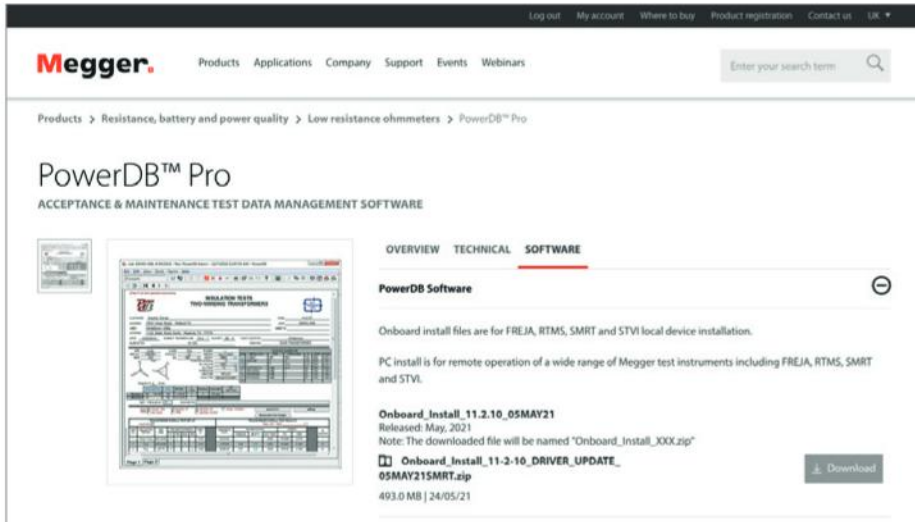 Log out My account Where to buy Product registration Contact us UK
Megger.
Products Applications Company Support Events Webinars
Enter your search term
Products > Resistance, battery and power quality > Low resistance ohmmeters > PowerDB™ Pro
PowerDB™ Pro
ACCEPTANCE & MAINTENANCE TEST DATA MANAGEMENT SOFTWARE
INSULATION TESTS
TWO-WINDING TRANSFORMERS
OVERVIEW TECHNICAL SOFTWARE
PowerDB Software
Onboard install files are for FREJA, RTMS, SMRT and STVI local device installation.
PC install is for remote operation of a wide range of Megger test instruments including FREJA, RTMS, SMRT
and STVI.
Onboard_Install_11.2.10_05MAY21
Released: May, 2021
Note: The downloaded file will be named "Onboard_Install_XXX.zip"
Onboard_Install_11-2-10_DRIVER_UPDATE_
05MAY21SMRT.zip
Download
493.0 MB | 24/05/21